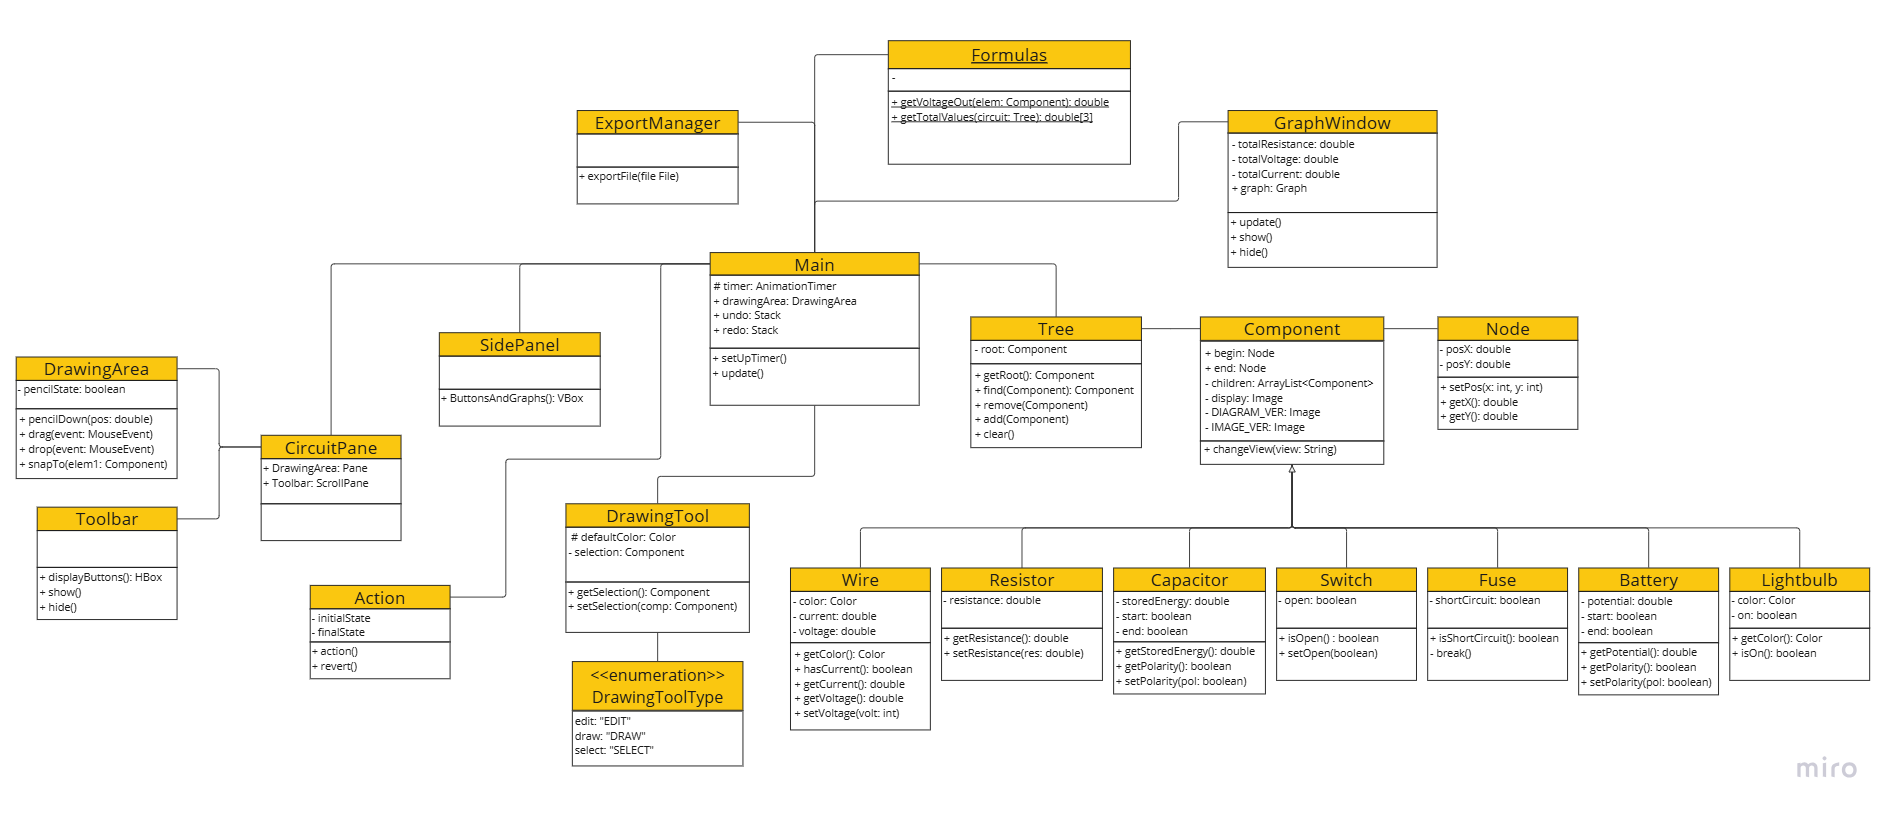 Formulas
-
+ getVoltageOut(elem: Component): double
+ getTotalValues(circuit: Tree): double[3]
ExportManager
+ exportFile(file File)
GraphWindow
- totalResistance: double
- totalVoltage: double
- totalCurrent: double
+ graph: Graph
+ update()
+ show()
+ hide()
Main
# timer: AnimationTimer
+ drawingArea: DrawingArea
+ undo: Stack
+ redo: Stack
+ setUpTimer()
+ update()
SidePanel
+ ButtonsAndGraphs(): VBox
Tree
- root: Component
+ getRoot(): Component
+ find(Component): Component
+ remove(Component)
+ add(Component)
+ clear()
Component
+ begin: Node
+ end: Node
- children: ArrayList<Component>
- display: Image
- DIAGRAM_VER: Image
- IMAGE_VER: Image
+ changeView(view: String)
Node
- posX: double
- posY: double
+ setPos(x: int, y: int)
+ getX(): double
+ getY(): double
DrawingArea
- pencilState: boolean
+ pencilDown(pos: double)
+ drag(event: MouseEvent)
+ drop(event: MouseEvent)
+ snapTo(elem1: Component)
CircuitPane
+ DrawingArea: Pane
+ Toolbar: ScrollPane
Toolbar
+ displayButtons(): HBox
+ show()
+ hide()
Action
- initialState
- finalState
+ action()
+ revert()
DrawingTool
# defaultColor: Color
- selection: Component
+ getSelection(): Component
+ setSelection(comp: Component)
<<enumeration>>
DrawingToolType
edit: "EDIT"
draw: "DRAW"
select: "SELECT"
Wire
- color: Color
- current: double
- voltage: double
+ getColor(): Color
+ hasCurrent(): boolean
+ getCurrent(): double
+ getVoltage(): double
+ setVoltage(volt: int)
Resistor
- resistance: double
+ getResistance(): double
+ setResistance(res: double)
Capacitor
- storedEnergy: double
- start: boolean
- end: boolean
+ getStoredEnergy(): double
+ getPolarity(): boolean
+ setPolarity(pol: boolean)
Switch
- open: boolean
+ isOpen() : boolean
+ setOpen(boolean)
Fuse
- shortCircuit: boolean
+ isShortCircuit(): boolean
- break()
Battery
- potential: double
- start: boolean
- end: boolean
+ getPotential(): double
+ getPolarity(): boolean
+ setPolarity(pol: boolean)
Lightbulb
- color: Color
- on: boolean
+ getColor(): Color
+ isOn(): boolean
miro